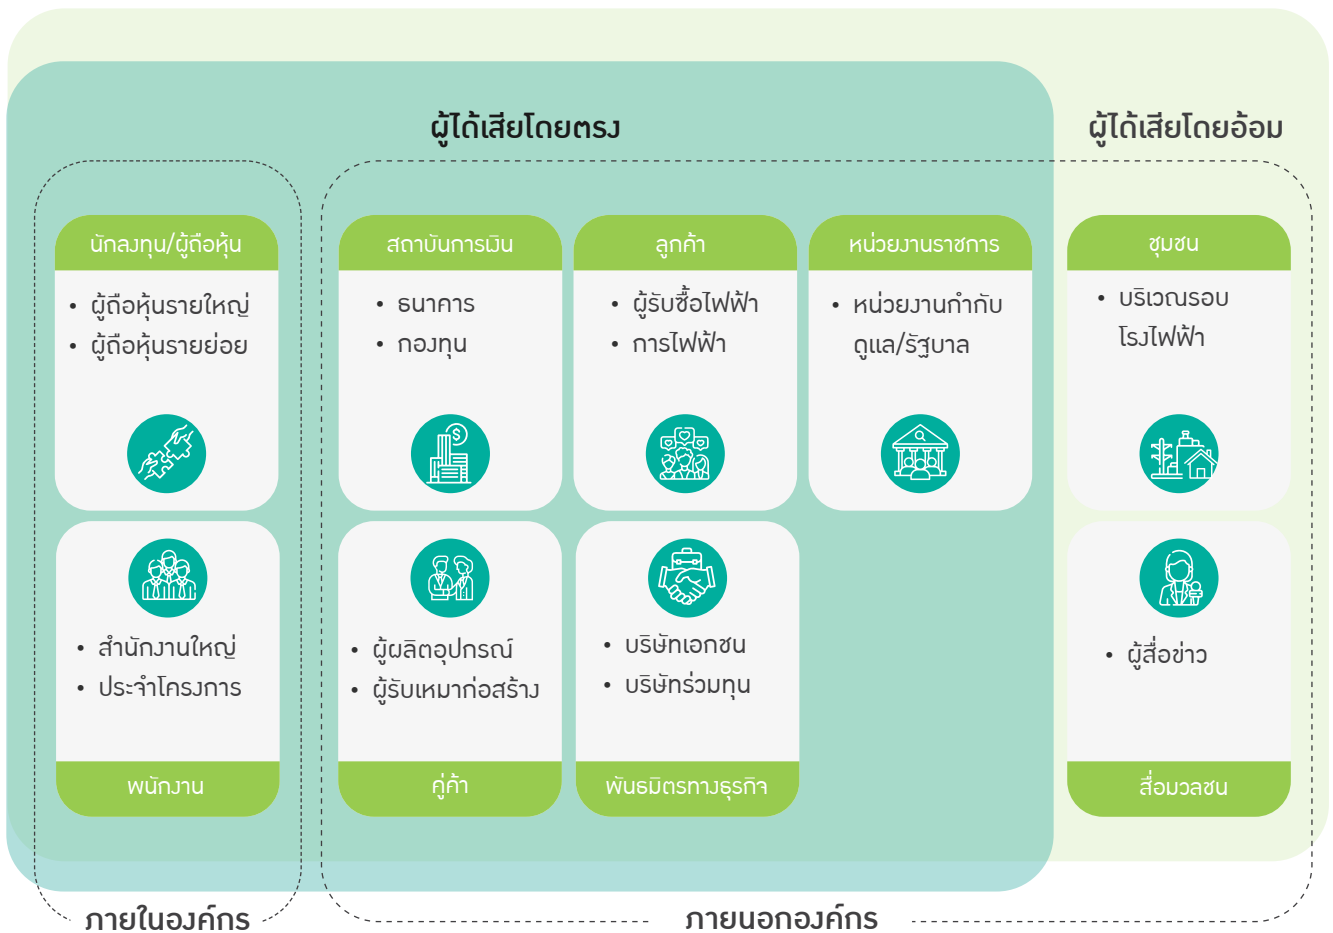 ผู้ได้เสียโดยตรง
ผู้ได้เสียโดยอ้อม
นักลงทุน/ผู้ถือหุ้น
• ผู้ถือหุ้นรายใหญ่
• ผู้ถือหุ้นรายย่อย
สถาบันการเงิน
• ธนาคาร
• กองทุน
ลูกค้า
• ผู้รับซื้อไฟฟ้า
• การไฟฟ้า
หน่วยงานราชการ
• หน่วยงานกำกับ
ดูแล/รัฐบาล
ชุมชน
• บริเวณรอบ
โรงไฟฟ้า
• สำนักงานใหญ่
• ประจำโครงการ
พนักงาน
• ผู้ผลิตอุปกรณ์
• ผู้รับเหมาก่อสร้าง
คู่ค้า
• บริษัทเอกชน
• บริษัทร่วมทุน
พันธมิตรทางธุรกิจ
• ผู้สื่อข่าว
สื่อมวลชน
ภายในองค์กร
ภายนอกองค์กร